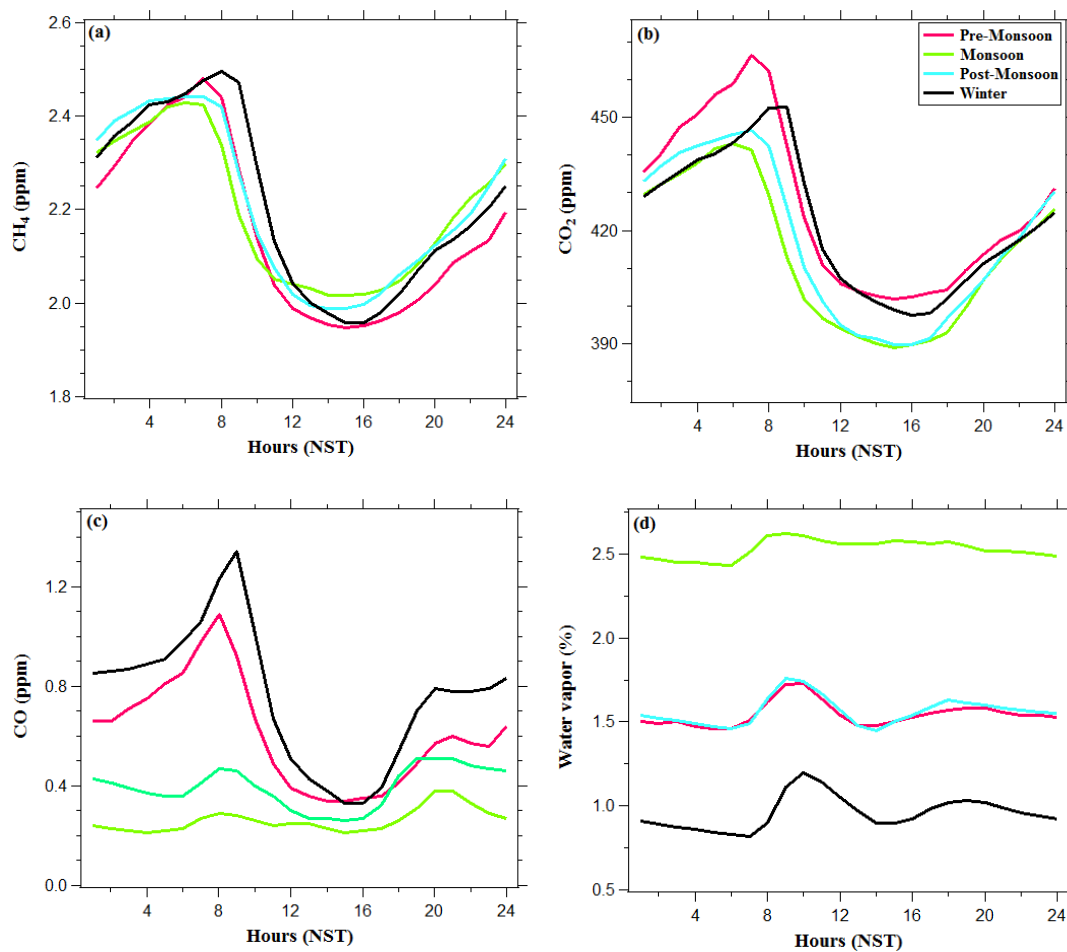 (a)
CH4 (ppm)
2.6
2.4
2.2
2.0
1.8
4 8 12 16 20 24
Hours (NST)
(b)
Pre-Monsoon
Monsoon
Post-Monsoon
Winter
CO2 (ppm)
450
420
390
4 8 12 16 20 24
Hours (NST)
(c)
CO (ppm)
1.2
0.8
0.4
0.0
4 8 12 16 20 24
Hours (NST)
(d)
Water vapor (%)
2.5
2.0
1.5
1.0
0.5
4 8 12 16 20 24
Hours (NST)